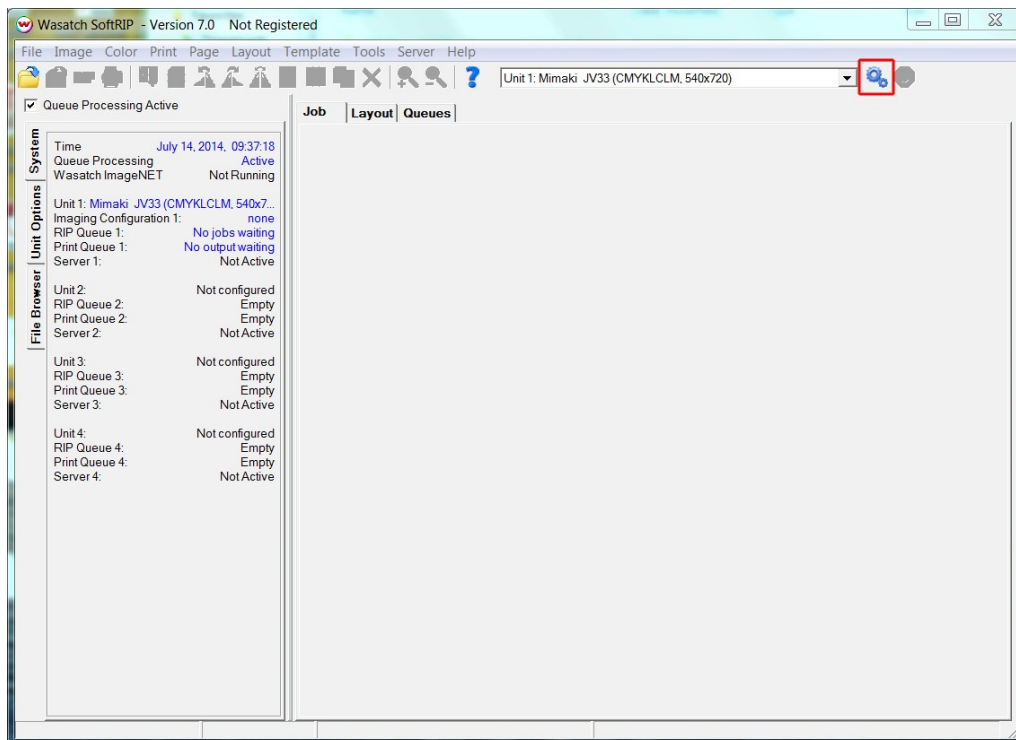 Wasatch SoftRIP - Version 7.0 Not Registered
File Image Color Print Page Layout Template Tools Server Help
Unit 1: Mimaki JV33 (CMYKLCLM, 540x720)
Queue Processing Active
Job Layout Queues
System
Unit Options
File Browser
Time July 14, 2014, 09:37:18
Queue Processing Active
Wasatch ImageNET Not Running
Unit 1: Mimaki JV33 (CMYKLCLM, 540x7...
Imaging Configuration 1: none
RIP Queue 1: No jobs waiting
Print Queue 1: No output waiting
Server 1: Not Active
Unit 2: Not configured
RIP Queue 2: Empty
Print Queue 2: Empty
Server 2: Not Active
Unit 3: Not configured
RIP Queue 3: Empty
Print Queue 3: Empty
Server 3: Not Active
Unit 4: Not configured
RIP Queue 4: Empty
Print Queue 4: Empty
Server 4: Not Active